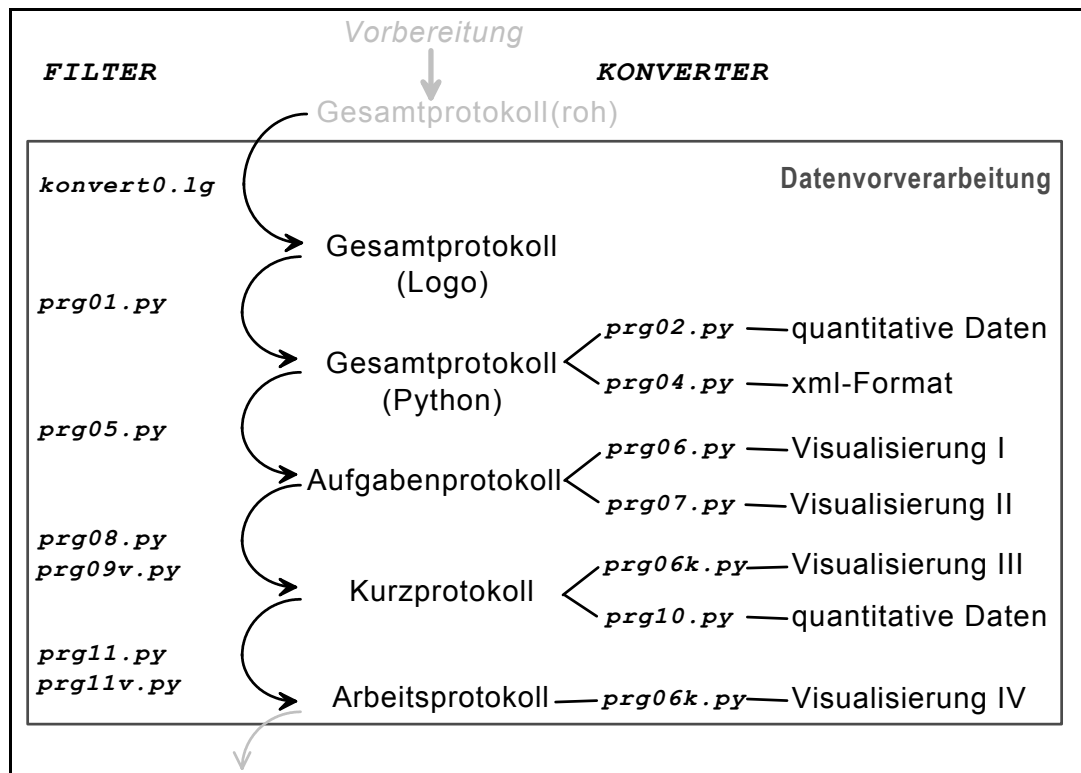 Vorbereitung
FILTER KONVERTER
Gesamtprotokoll(roh)
konvert0.lg Datenvorverarbeitung
Gesamtprotokoll
(Logo)
prg01.py
prg02.py quantitative Daten
Gesamtprotokoll
(Python)
prg04.py xml-Format
prg05.py
prg06.py Visualisierung I
Aufgabenprotokoll
prg07.py Visualisierung II
prg08.py
prg09v.py
prg06k.py Visualisierung III
Kurzprotokoll
prg10.py quantitative Daten
prg11.py
prg11v.py
Arbeitsprotokoll prg06k.py Visualisierung IV